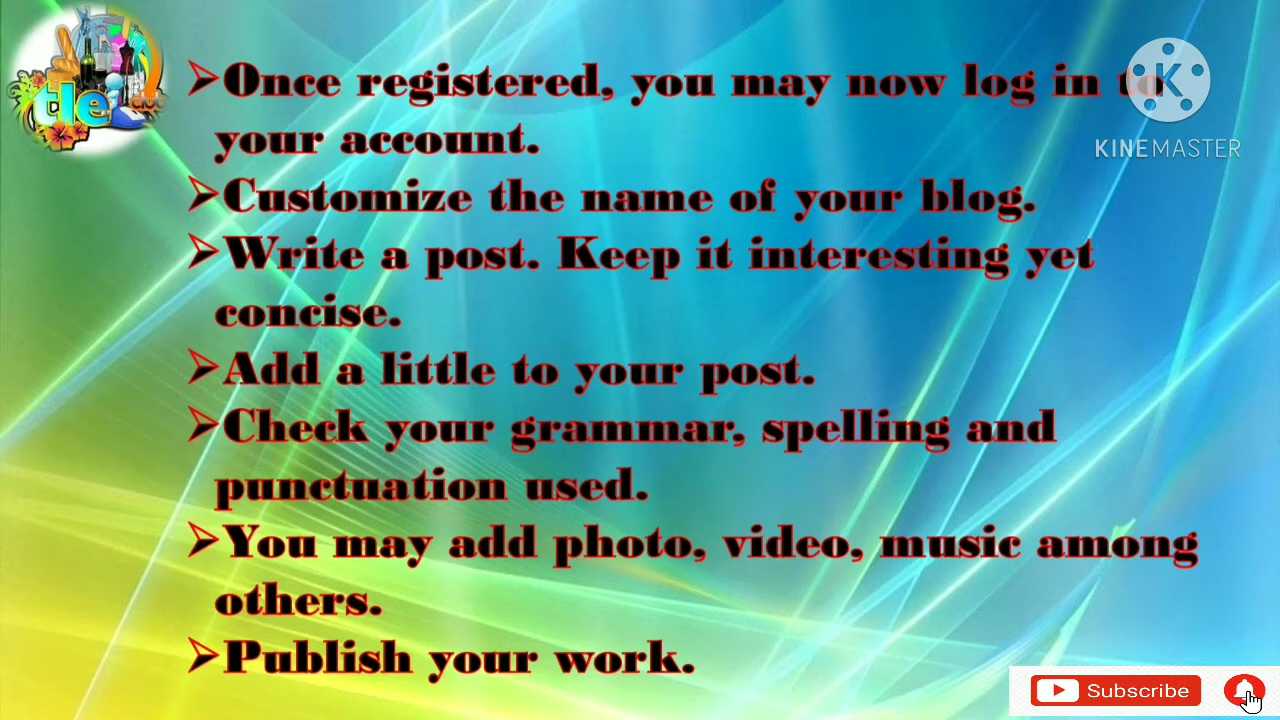 ➢Once registered, you may now log in to
your account.
➢Customize the name of your blog.
➢Write a post. Keep it interesting yet
concise.
➢Add a little to your post.
➢Check your grammar, spelling and
punctuation used.
➢You may add photo, video, music among
others.
➢Publish your work.
tle
K
KINEMASTER
Subscribe